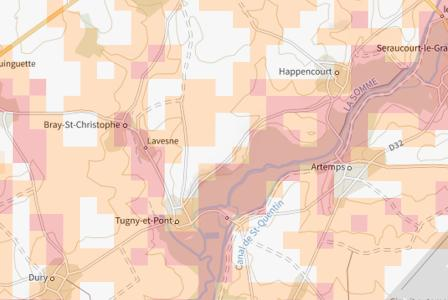 Seraucourt-le-Gra
uinguette
Happencourt
LA SOMME
Bray-St-Christophe
Lavesne
D32
Artemps
Canal de St-Quentin
Tugny-et-Pont
Dury